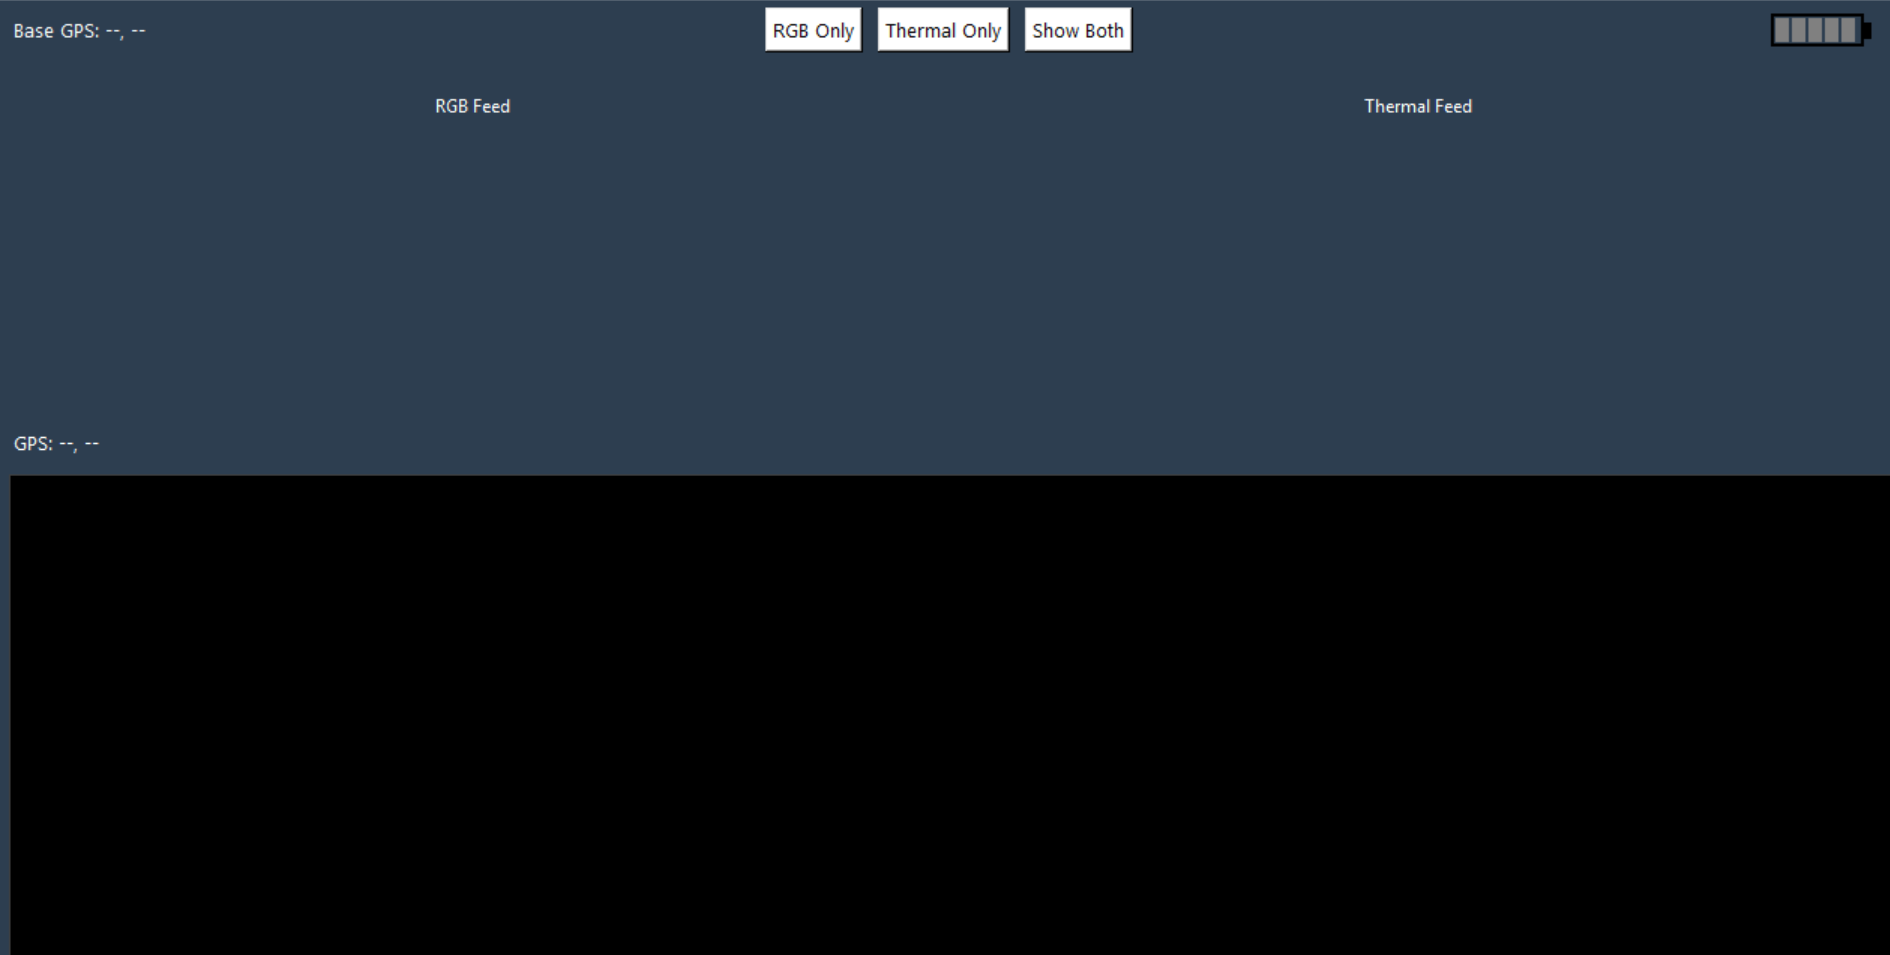 Base GPS: --, --
RGB Only
Thermal Only
Show Both
RGB Feed
Thermal Feed
GPS: --, --